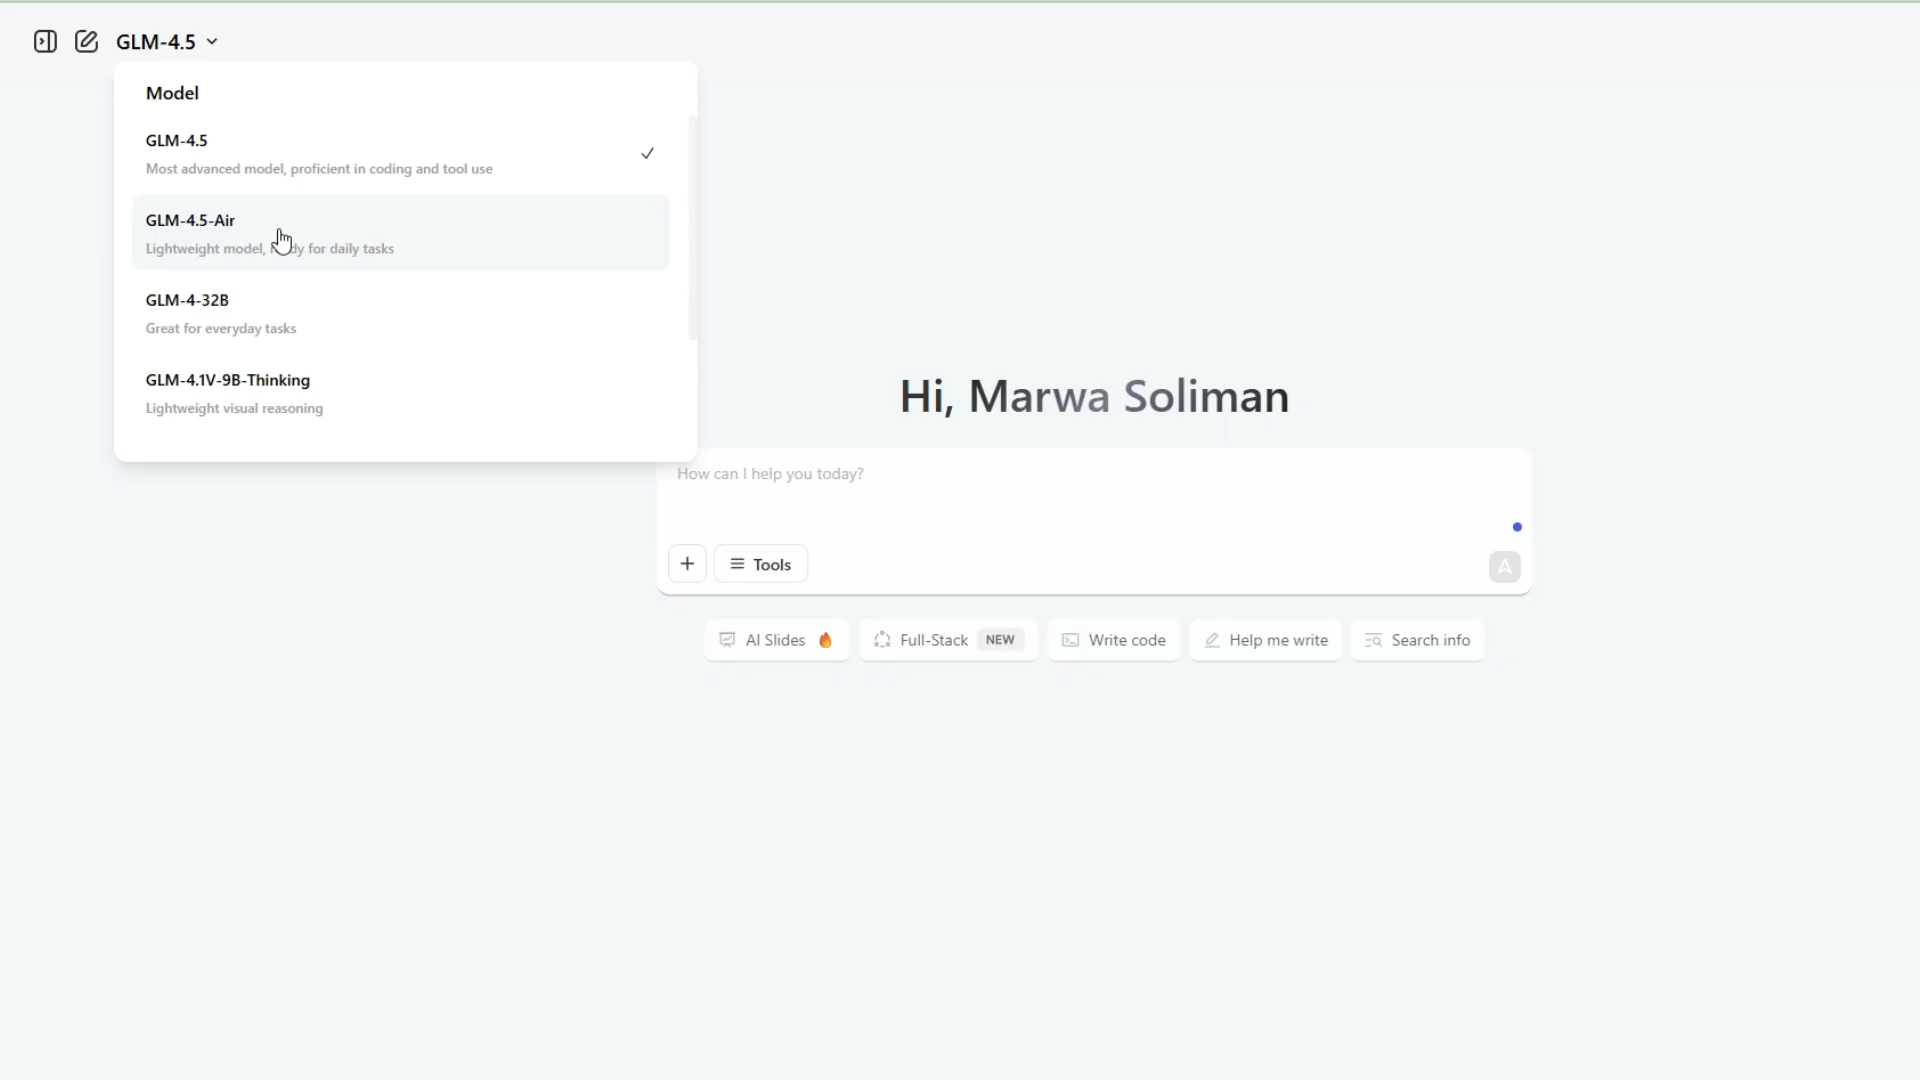 GLM-4.5
Model
GLM-4.5
Most advanced model, proficient in coding and tool use
GLM-4.5-Air
Lightweight model, dy for daily tasks
GLM-4-32B
Great for everyday tasks
GLM-4.1V-9B-Thinking
Lightweight visual reasoning
Hi, Marwa Soliman
How can I help you today?
Tools
AI Slides
Full-Stack NEW
Write code
Help me write
Search info